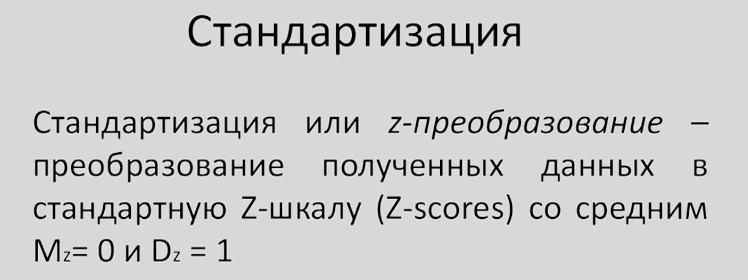 Стандартизация
Стандартизация или z-преобразование –
преобразование полученных данных в
стандартную Z-шкалу (Z-scores) со средним
Mz= 0 и Dz = 1